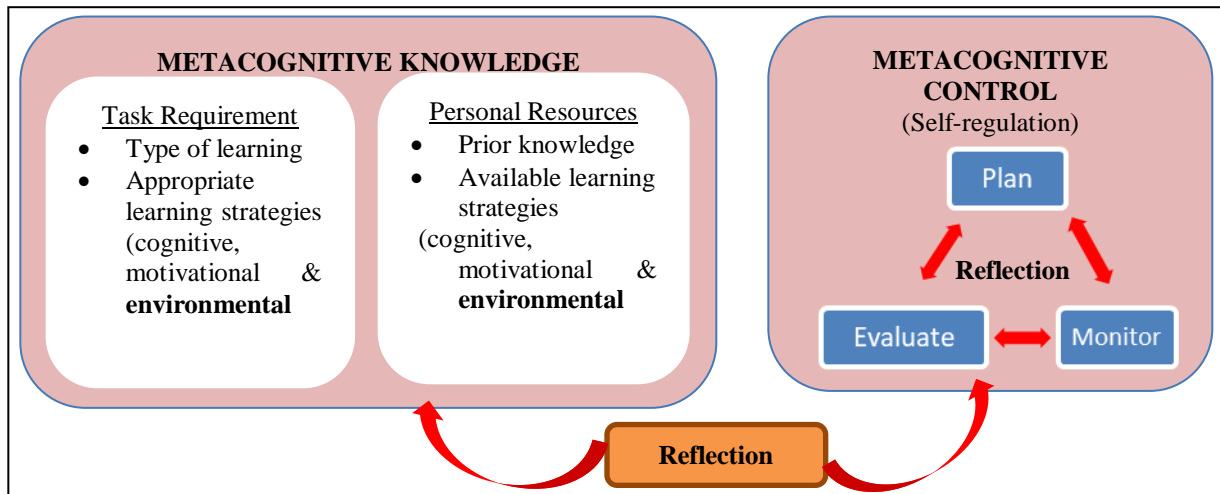 METACOGNITIVE KNOWLEDGE
Task Requirement
• Type of learning
• Appropriate
learning strategies
(cognitive,
motivational &
environmental
Personal Resources
• Prior knowledge
• Available learning
strategies
(cognitive,
motivational &
environmental
METACOGNITIVE
CONTROL
(Self-regulation)
Plan
Reflection
Evaluate
Monitor
Reflection